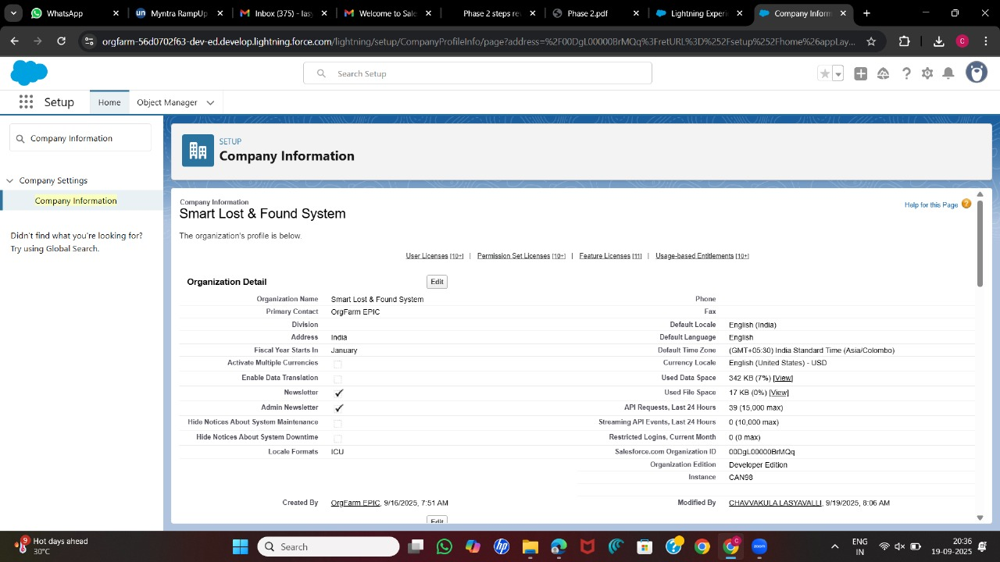 WhatsApp
Myntra RampUp
Inbox (375) - las
Welcome to Sale
Phase 2 steps re
Phase 2.pdf
Lightning Experi
Company Inform
orgfarm-56d0702f63-dev-ed.develop.lightning.force.com/lightning/setup/CompanyProfileInfo/page?address=%2F00DgL00000BrMQq%3FretURL%3D%252Fsetup%252Fhome%26appLay...
Search Setup
Setup
Home
Object Manager
Company Information
Company Settings
Company Information
Didn't find what you're looking for?
Try using Global Search.
SETUP
Company Information
Company Information
Smart Lost & Found System
Help for this Page
The organization's profile is below.
User Licenses [10+] | Permission Set Licenses [10+] | Feature Licenses [11] | Usage-based Entitlements [10+]
Organization Detail
Edit
Organization Name Smart Lost & Found System Phone
Primary Contact OrgFarm EPIC Fax
Division Default Locale English (India)
Address India Default Language English
Fiscal Year Starts In January Default Time Zone (GMT+05:30) India Standard Time (Asia/Colombo)
Activate Multiple Currencies Currency Locale English (United States) - USD
Enable Data Translation Used Data Space 342 KB (7%) [View]
Newsletter Used File Space 17 KB (0%) [View]
Admin Newsletter API Requests, Last 24 Hours 39 (15,000 max)
Hide Notices About System Maintenance Streaming API Events, Last 24 Hours 0 (10,000 max)
Hide Notices About System Downtime Restricted Logins, Current Month 0 (0 max)
Locale Formats ICU Salesforce.com Organization ID 00DgL00000BrMQq
Organization Edition Developer Edition
Instance CAN98
Created By OrgFarm EPIC, 9/16/2025, 7:51 AM Modified By CHAVVAKULA LASYAVALLI, 9/19/2025, 8:06 AM
Edit
9
Hot days ahead
30°C
Search
zoom
ENG
IN
20:36
19-09-2025